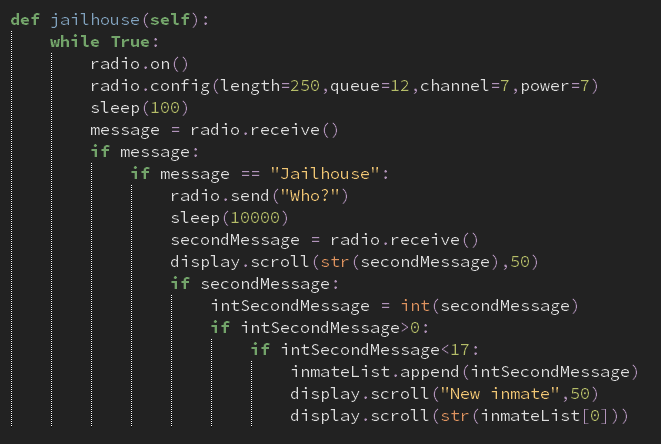 def jailhouse(self):
    while True:
        radio.on()
        radio.config(length=250,queue=12,channel=7,power=7)
        sleep(100)
        message = radio.receive()
        if message:
            if message == "Jailhouse":
                radio.send("Who?")
                sleep(10000)
                secondMessage = radio.receive()
                display.scroll(str(secondMessage),50)
                if secondMessage:
                    intSecondMessage = int(secondMessage)
                    if intSecondMessage>0:
                        if intSecondMessage<17:
                            inmateList.append(intSecondMessage)
                            display.scroll("New inmate",50)
                            display.scroll(str(inmateList[0]))